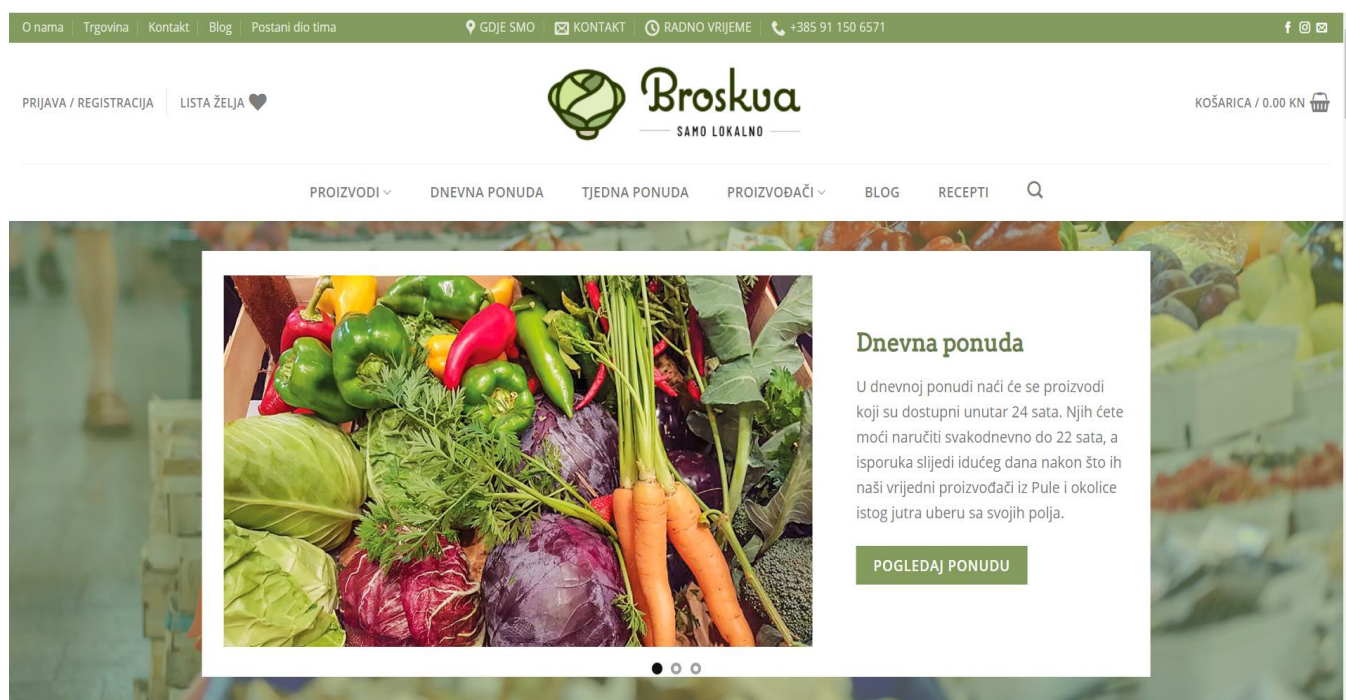 O nama Trgovina Kontakt Blog Postani dio tima GDJE SMO KONTAKT RADNO VRIJEME +385 91 150 6571
PRIJAVA / REGISTRACIJA LISTA ŽELJA
Broskva
SAMO LOKALNO
KOŠARICA / 0.00 KN
PROIZVODI DNEVNA PONUDA TJEDNA PONUDA PROIZVOĐAČI BLOG RECEPTI
Dnevna ponuda
U dnevnoj ponudi naći će se proizvodi
koji su dostupni unutar 24 sata. Njih ćete
moći naručiti svakodnevno do 22 sata, a
isporuka slijedi idućeg dana nakon što ih
naši vrijedni proizvođači iz Pule i okolice
istog jutra uberu sa svojih polja.
POGLEDAJ PONUDU